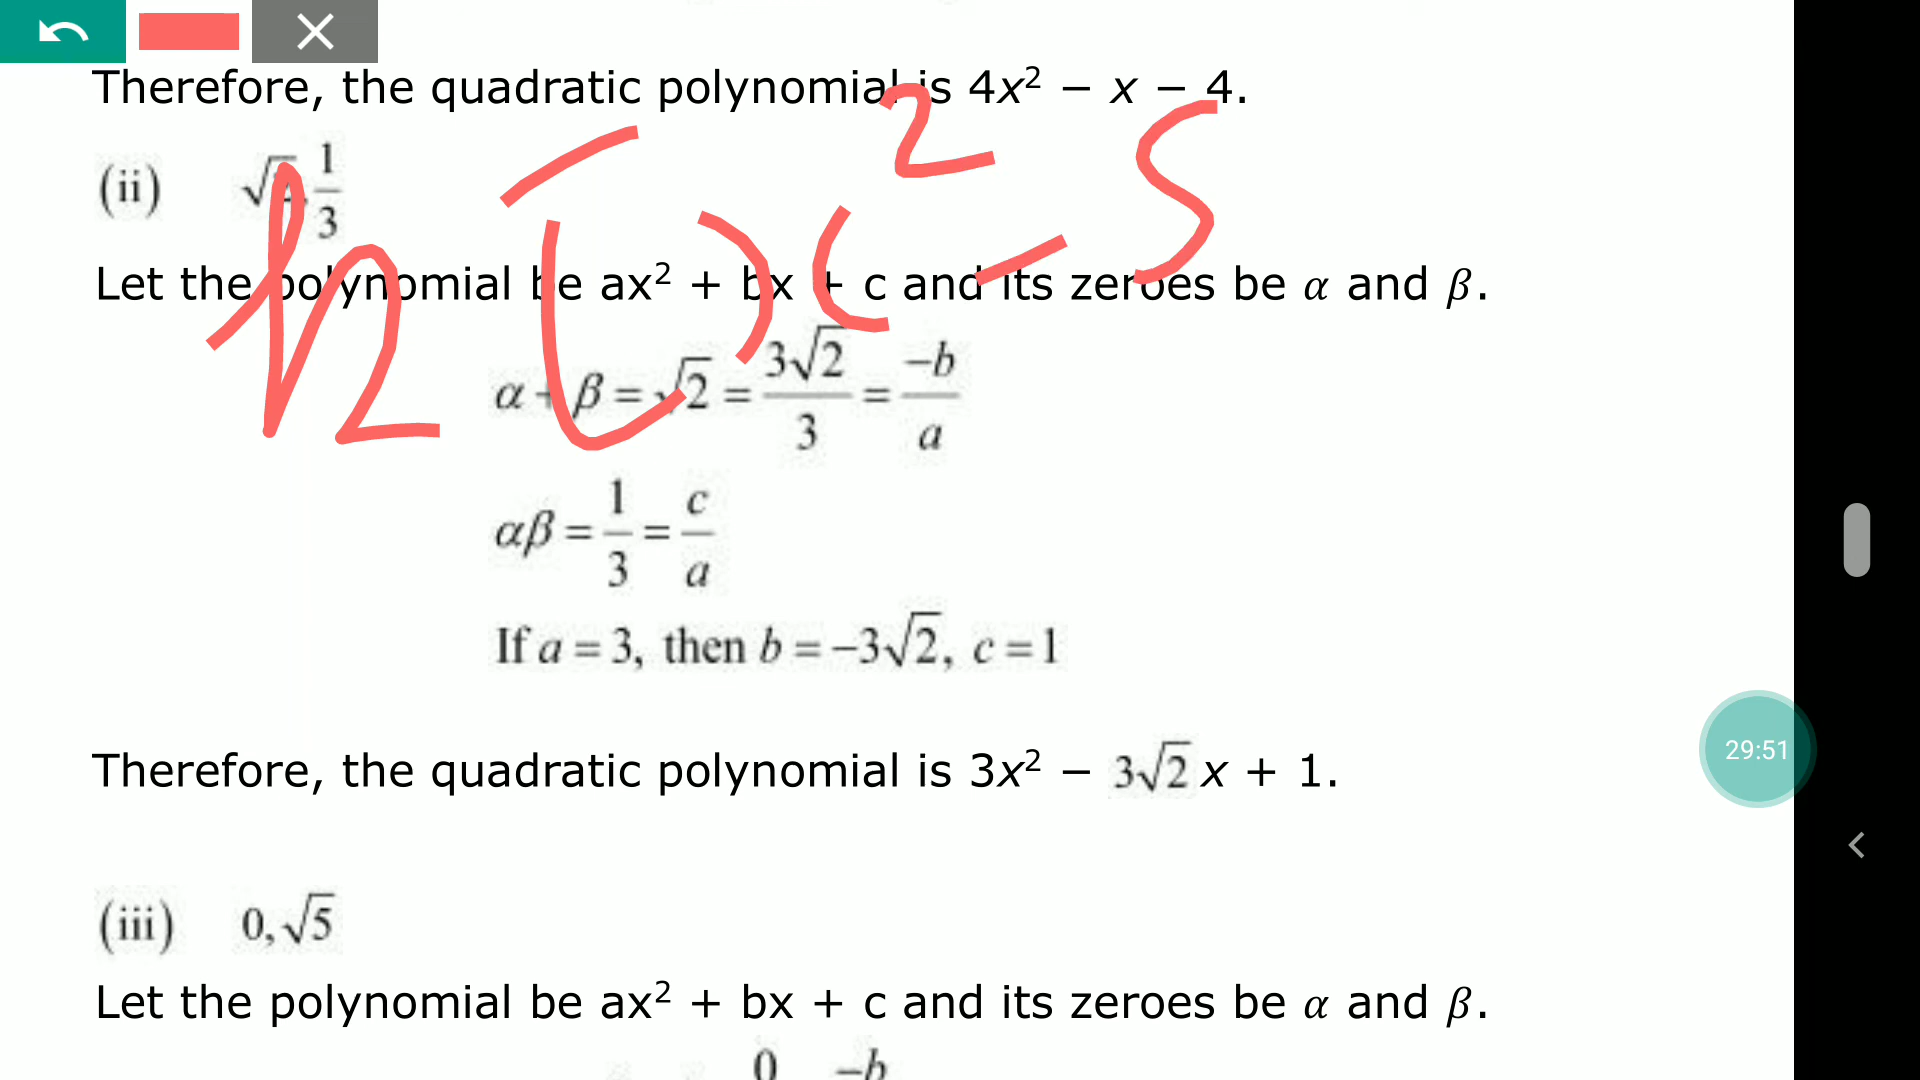 Therefore, the quadratic polynomial is 4x² − x − 4.
(ii) √2, 1/3
Let the polynomial be ax² + bx + c and its zeroes be α and β.
α + β = √2 = 3√2/3 = −b/a
αβ = 1/3 = c/a
If a = 3, then b = −3√2, c = 1
Therefore, the quadratic polynomial is 3x² − 3√2 x + 1.
29:51
(iii) 0, √5
Let the polynomial be ax² + bx + c and its zeroes be α and β.
0 −b